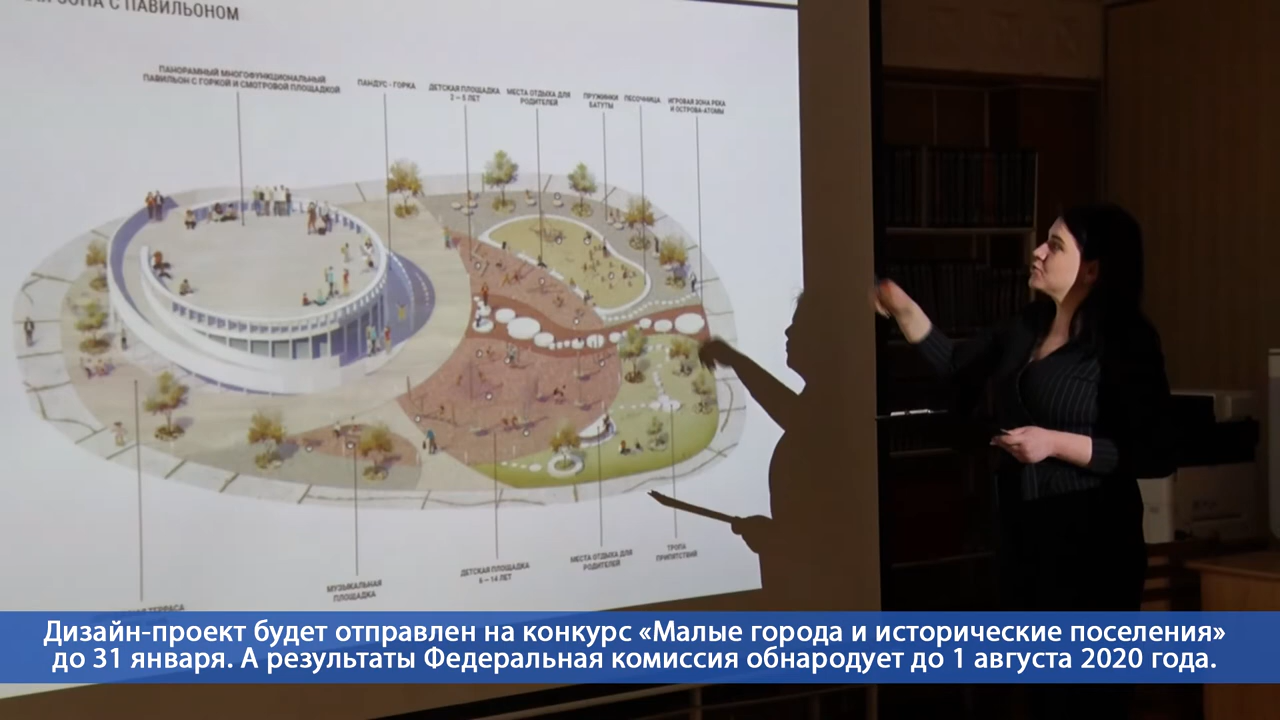 ЗОНА С ПАВИЛЬОНОМ
ПАНОРАМНЫЙ МНОГОФУНКЦИОНАЛЬНЫЙ
ПАВИЛЬОН С ГОРКОЙ И СМОТРОВОЙ ПЛОЩАДКОЙ
ПАНДУС - ГОРКА
ДЕТСКАЯ ПЛОЩАДКА
2 – 5 ЛЕТ
МЕСТА ОТДЫХА ДЛЯ
РОДИТЕЛЕЙ
ПРУЖИНКИ
БАТУТЫ
ПЕСОЧНИЦА
ИГРОВАЯ ЗОНА РЕКА
И ОСТРОВА-АТОМЫ
ТЕРРАСА
МУЗЫКАЛЬНАЯ
ПЛОЩАДКА
ДЕТСКАЯ ПЛОЩАДКА
6 – 14 ЛЕТ
МЕСТА ОТДЫХА ДЛЯ
РОДИТЕЛЕЙ
ТРОПА
ПРИПЯТСТВИЯ
Дизайн-проект будет отправлен на конкурс «Малые города и исторические поселения»
до 31 января. А результаты Федеральная комиссия обнародует до 1 августа 2020 года.